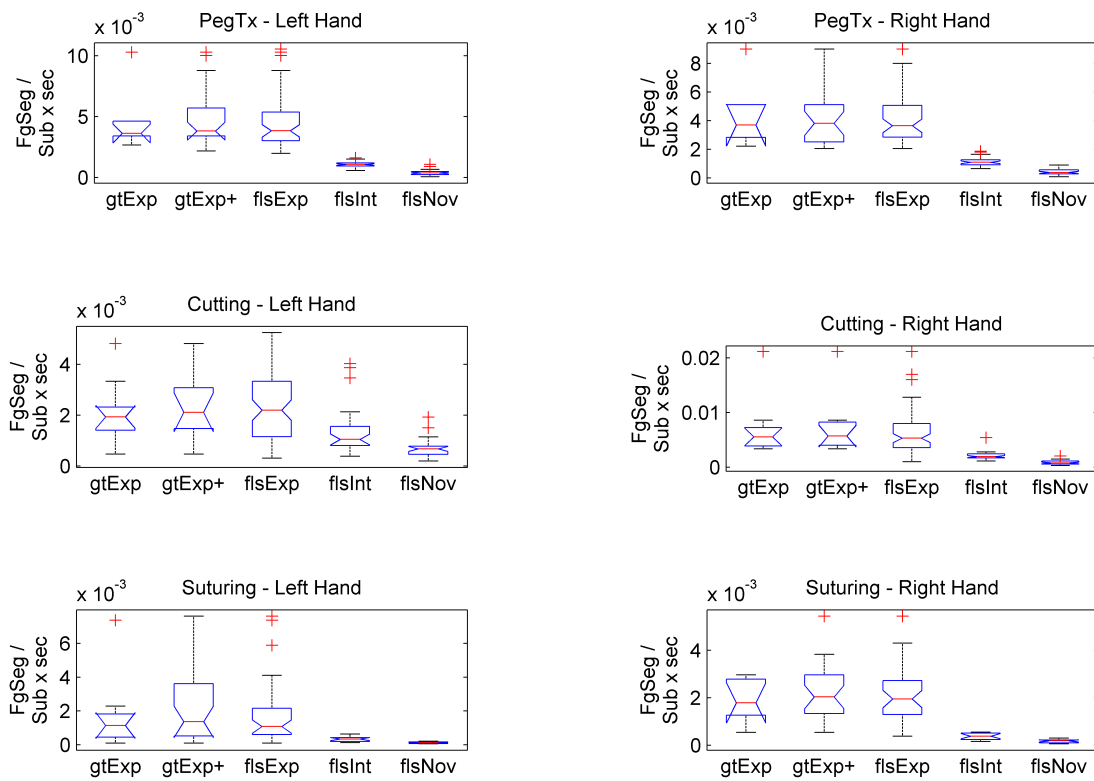 PegTx - Left Hand
x 10⁻³
10
5
0
FgSeg /
Sub x sec
gtExp gtExp+ flsExp flsInt flsNov
PegTx - Right Hand
x 10⁻³
8
6
4
2
0
FgSeg /
Sub x sec
gtExp gtExp+ flsExp flsInt flsNov
Cutting - Left Hand
x 10⁻³
4
2
0
FgSeg /
Sub x sec
gtExp gtExp+ flsExp flsInt flsNov
Cutting - Right Hand
0.02
0.01
0
FgSeg /
Sub x sec
gtExp gtExp+ flsExp flsInt flsNov
Suturing - Left Hand
x 10⁻³
6
4
2
0
FgSeg /
Sub x sec
gtExp gtExp+ flsExp flsInt flsNov
Suturing - Right Hand
x 10⁻³
4
2
0
FgSeg /
Sub x sec
gtExp gtExp+ flsExp flsInt flsNov